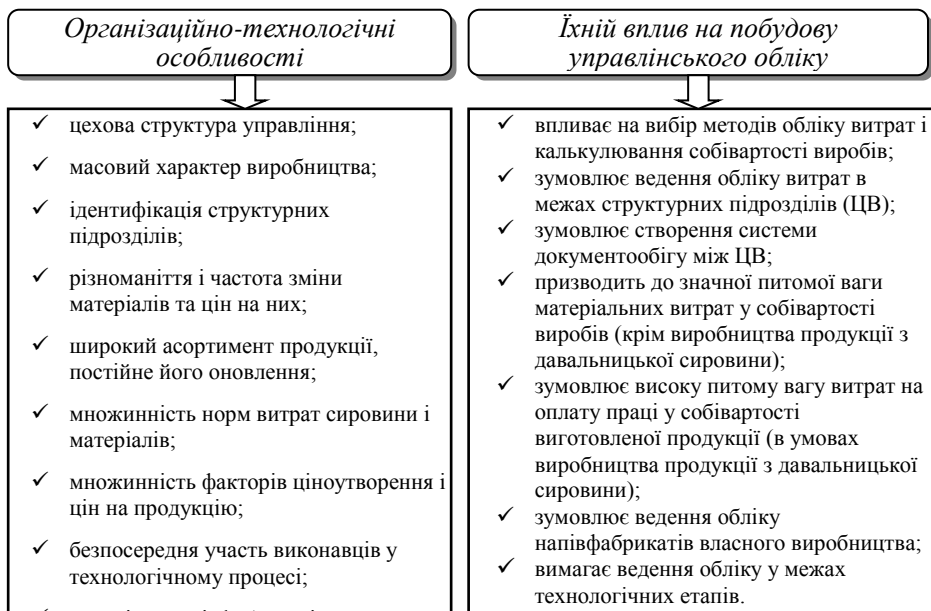 Організаційно-технологічні
особливості
✓ цехова структура управління;
✓ масовий характер виробництва;
✓ ідентифікація структурних
підрозділів;
✓ різноманіття і частота зміни
матеріалів та цін на них;
✓ широкий асортимент продукції,
постійне його оновлення;
✓ множинність норм витрат сировини і
матеріалів;
✓ множинність факторів ціноутворення і
цін на продукцію;
✓ безпосередня участь виконавців у
технологічному процесі;
Їхній вплив на побудову
управлінського обліку
✓ впливає на вибір методів обліку витрат і
калькулювання собівартості виробів;
✓ зумовлює ведення обліку витрат в
межах структурних підрозділів (ЦВ);
✓ зумовлює створення системи
документообігу між ЦВ;
✓ призводить до значної питомої ваги
матеріальних витрат у собівартості
виробів (крім виробництва продукції з
давальницької сировини);
✓ зумовлює високу питому вагу витрат на
оплату праці у собівартості
виготовленої продукції (в умовах
виробництва продукції з давальницької
сировини);
✓ зумовлює ведення обліку
напівфабрикатів власного виробництва;
✓ вимагає ведення обліку у межах
технологічних етапів.